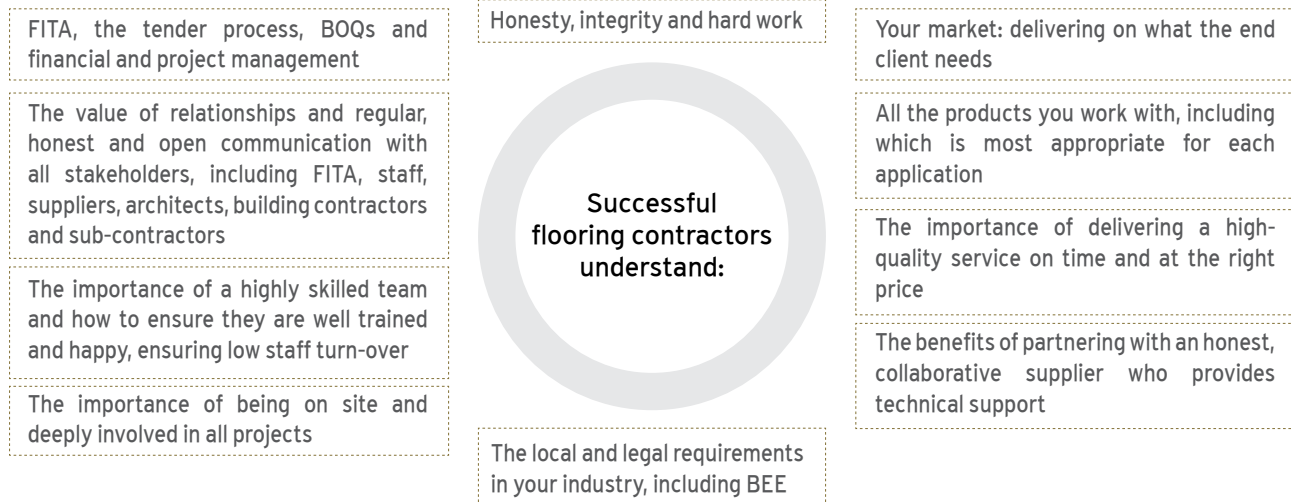 FITA, the tender process, BOQs and
financial and project management
The value of relationships and regular,
honest and open communication with
all stakeholders, including FITA, staff,
suppliers, architects, building contractors
and sub-contractors
The importance of a highly skilled team
and how to ensure they are well trained
and happy, ensuring low staff turn-over
The importance of being on site and
deeply involved in all projects
Honesty, integrity and hard work
Successful
flooring contractors
understand:
The local and legal requirements
in your industry, including BEE
Your market: delivering on what the end
client needs
All the products you work with, including
which is most appropriate for each
application
The importance of delivering a high-
quality service on time and at the right
price
The benefits of partnering with an honest,
collaborative supplier who provides
technical support